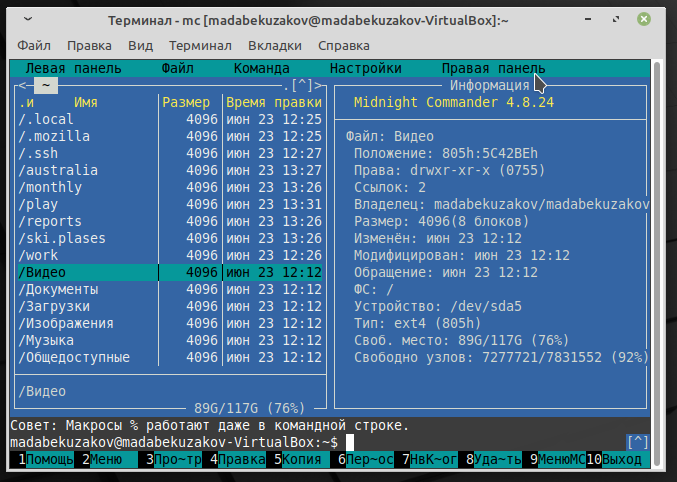 Терминал - mc [madabekuzakov@madabekuzakov-VirtualBox]:~
Файл Правка Вид Терминал Вкладки Справка
Левая панель Файл Команда Настройки Правая панель
<─ ~ .[^]>
.и Имя Размер Время правки
/.local 4096 июн 23 12:25
/.mozilla 4096 июн 23 12:25
/.ssh 4096 июн 23 12:27
/australia 4096 июн 23 13:27
/monthly 4096 июн 23 13:26
/play 4096 июн 23 13:31
/reports 4096 июн 23 13:26
/ski.plases 4096 июн 23 13:26
/work 4096 июн 23 12:26
/Видео 4096 июн 23 12:12
/Документы 4096 июн 23 12:12
/Загрузки 4096 июн 23 12:12
/Изображения 4096 июн 23 12:12
/Музыка 4096 июн 23 12:12
/Общедоступные 4096 июн 23 12:12
/Видео
89G/117G (76%)
Информация
Midnight Commander 4.8.24
Файл: Видео
Положение: 805h:5C42BEh
Права: drwxr-xr-x (0755)
Ссылок: 2
Владелец: madabekuzakov/madabekuzakov
Размер: 4096(8 блоков)
Изменён: июн 23 12:12
Модифицирован: июн 23 12:12
Обращение: июн 23 12:12
ФС: /
Устройство: /dev/sda5
Тип: ext4 (805h)
Своб. место: 89G/117G (76%)
Свободно узлов: 7277721/7831552 (92%)
Совет: Макросы % работают даже в командной строке.
madabekuzakov@madabekuzakov-VirtualBox:~$ [^]
1Помощь 2Меню 3Про~тр 4Правка 5Копия 6Пер~ос 7НвК~ог 8Уда~ть 9МенюMC 10Выход